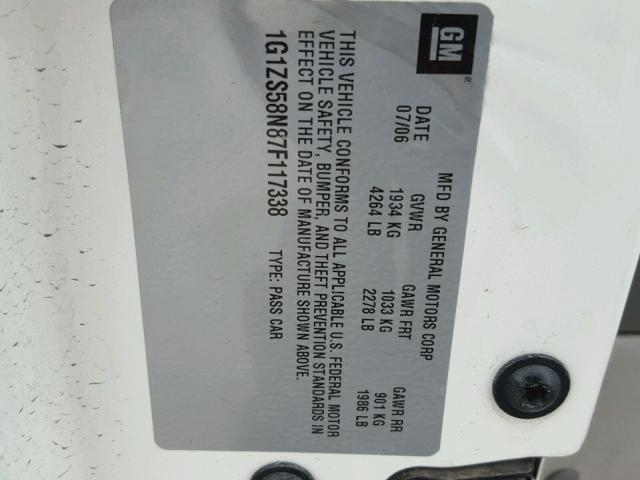 GM
MFD BY GENERAL MOTORS CORP
DATE GVWR GAWR FRT GAWR RR
07/06 1934 KG 1033 KG 901 KG
4264 LB 2278 LB 1986 LB
THIS VEHICLE CONFORMS TO ALL APPLICABLE U.S. FEDERAL MOTOR
VEHICLE SAFETY, BUMPER, AND THEFT PREVENTION STANDARDS IN
EFFECT ON THE DATE OF MANUFACTURE SHOWN ABOVE.
1G1ZS58N87F117338 TYPE: PASS CAR